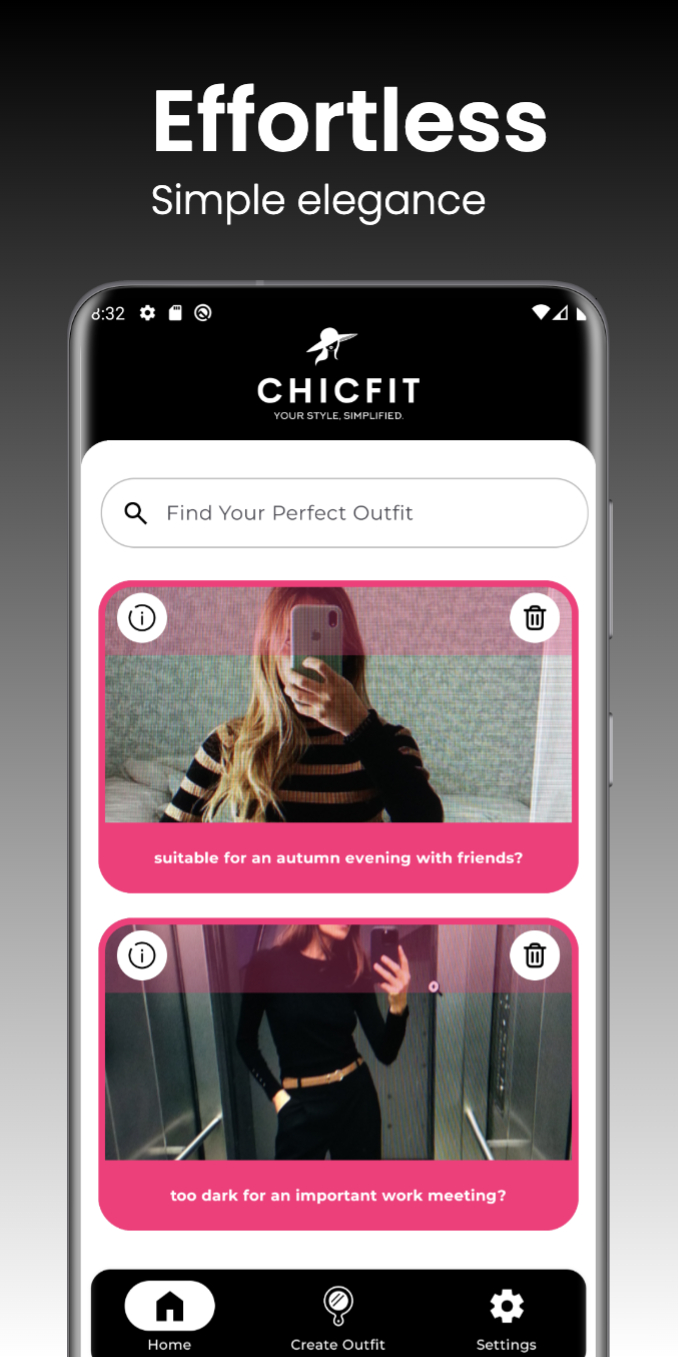 Effortless
Simple elegance
8:32
CHICFIT
YOUR STYLE, SIMPLIFIED.
Find Your Perfect Outfit
suitable for an autumn evening with friends?
too dark for an important work meeting?
Home
Create Outfit
Settings